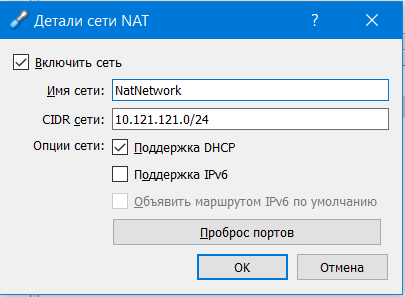 Детали сети NAT
Включить сеть
Имя сети: NatNetwork
CIDR сети: 10.121.121.0/24
Опции сети: Поддержка DHCP
Поддержка IPv6
Объявить маршрутом IPv6 по умолчанию
Проброс портов
OK Отмена